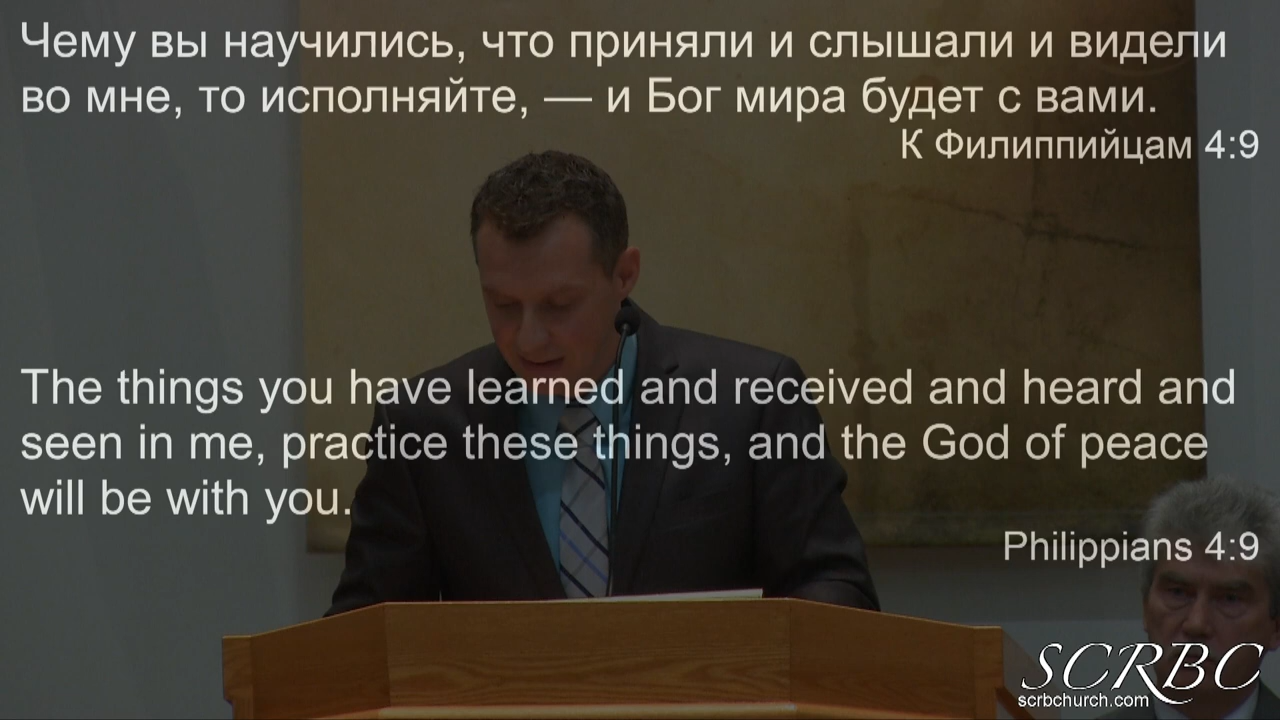 Чему вы научились, что приняли и слышали и видели
во мне, то исполняйте, — и Бог мира будет с вами.
К Филиппийцам 4:9
The things you have learned and received and heard and
seen in me, practice these things, and the God of peace
will be with you.
Philippians 4:9
SCRBC
scrbchurch.com